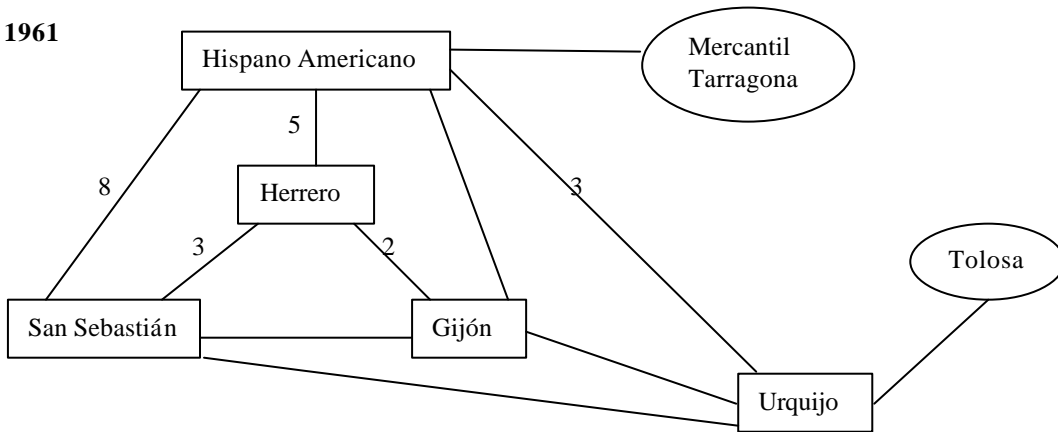 1961
Hispano Americano
Mercantil
Tarragona
5
8
3
Herrero
3
2
Tolosa
San Sebastián
Gijón
Urquijo